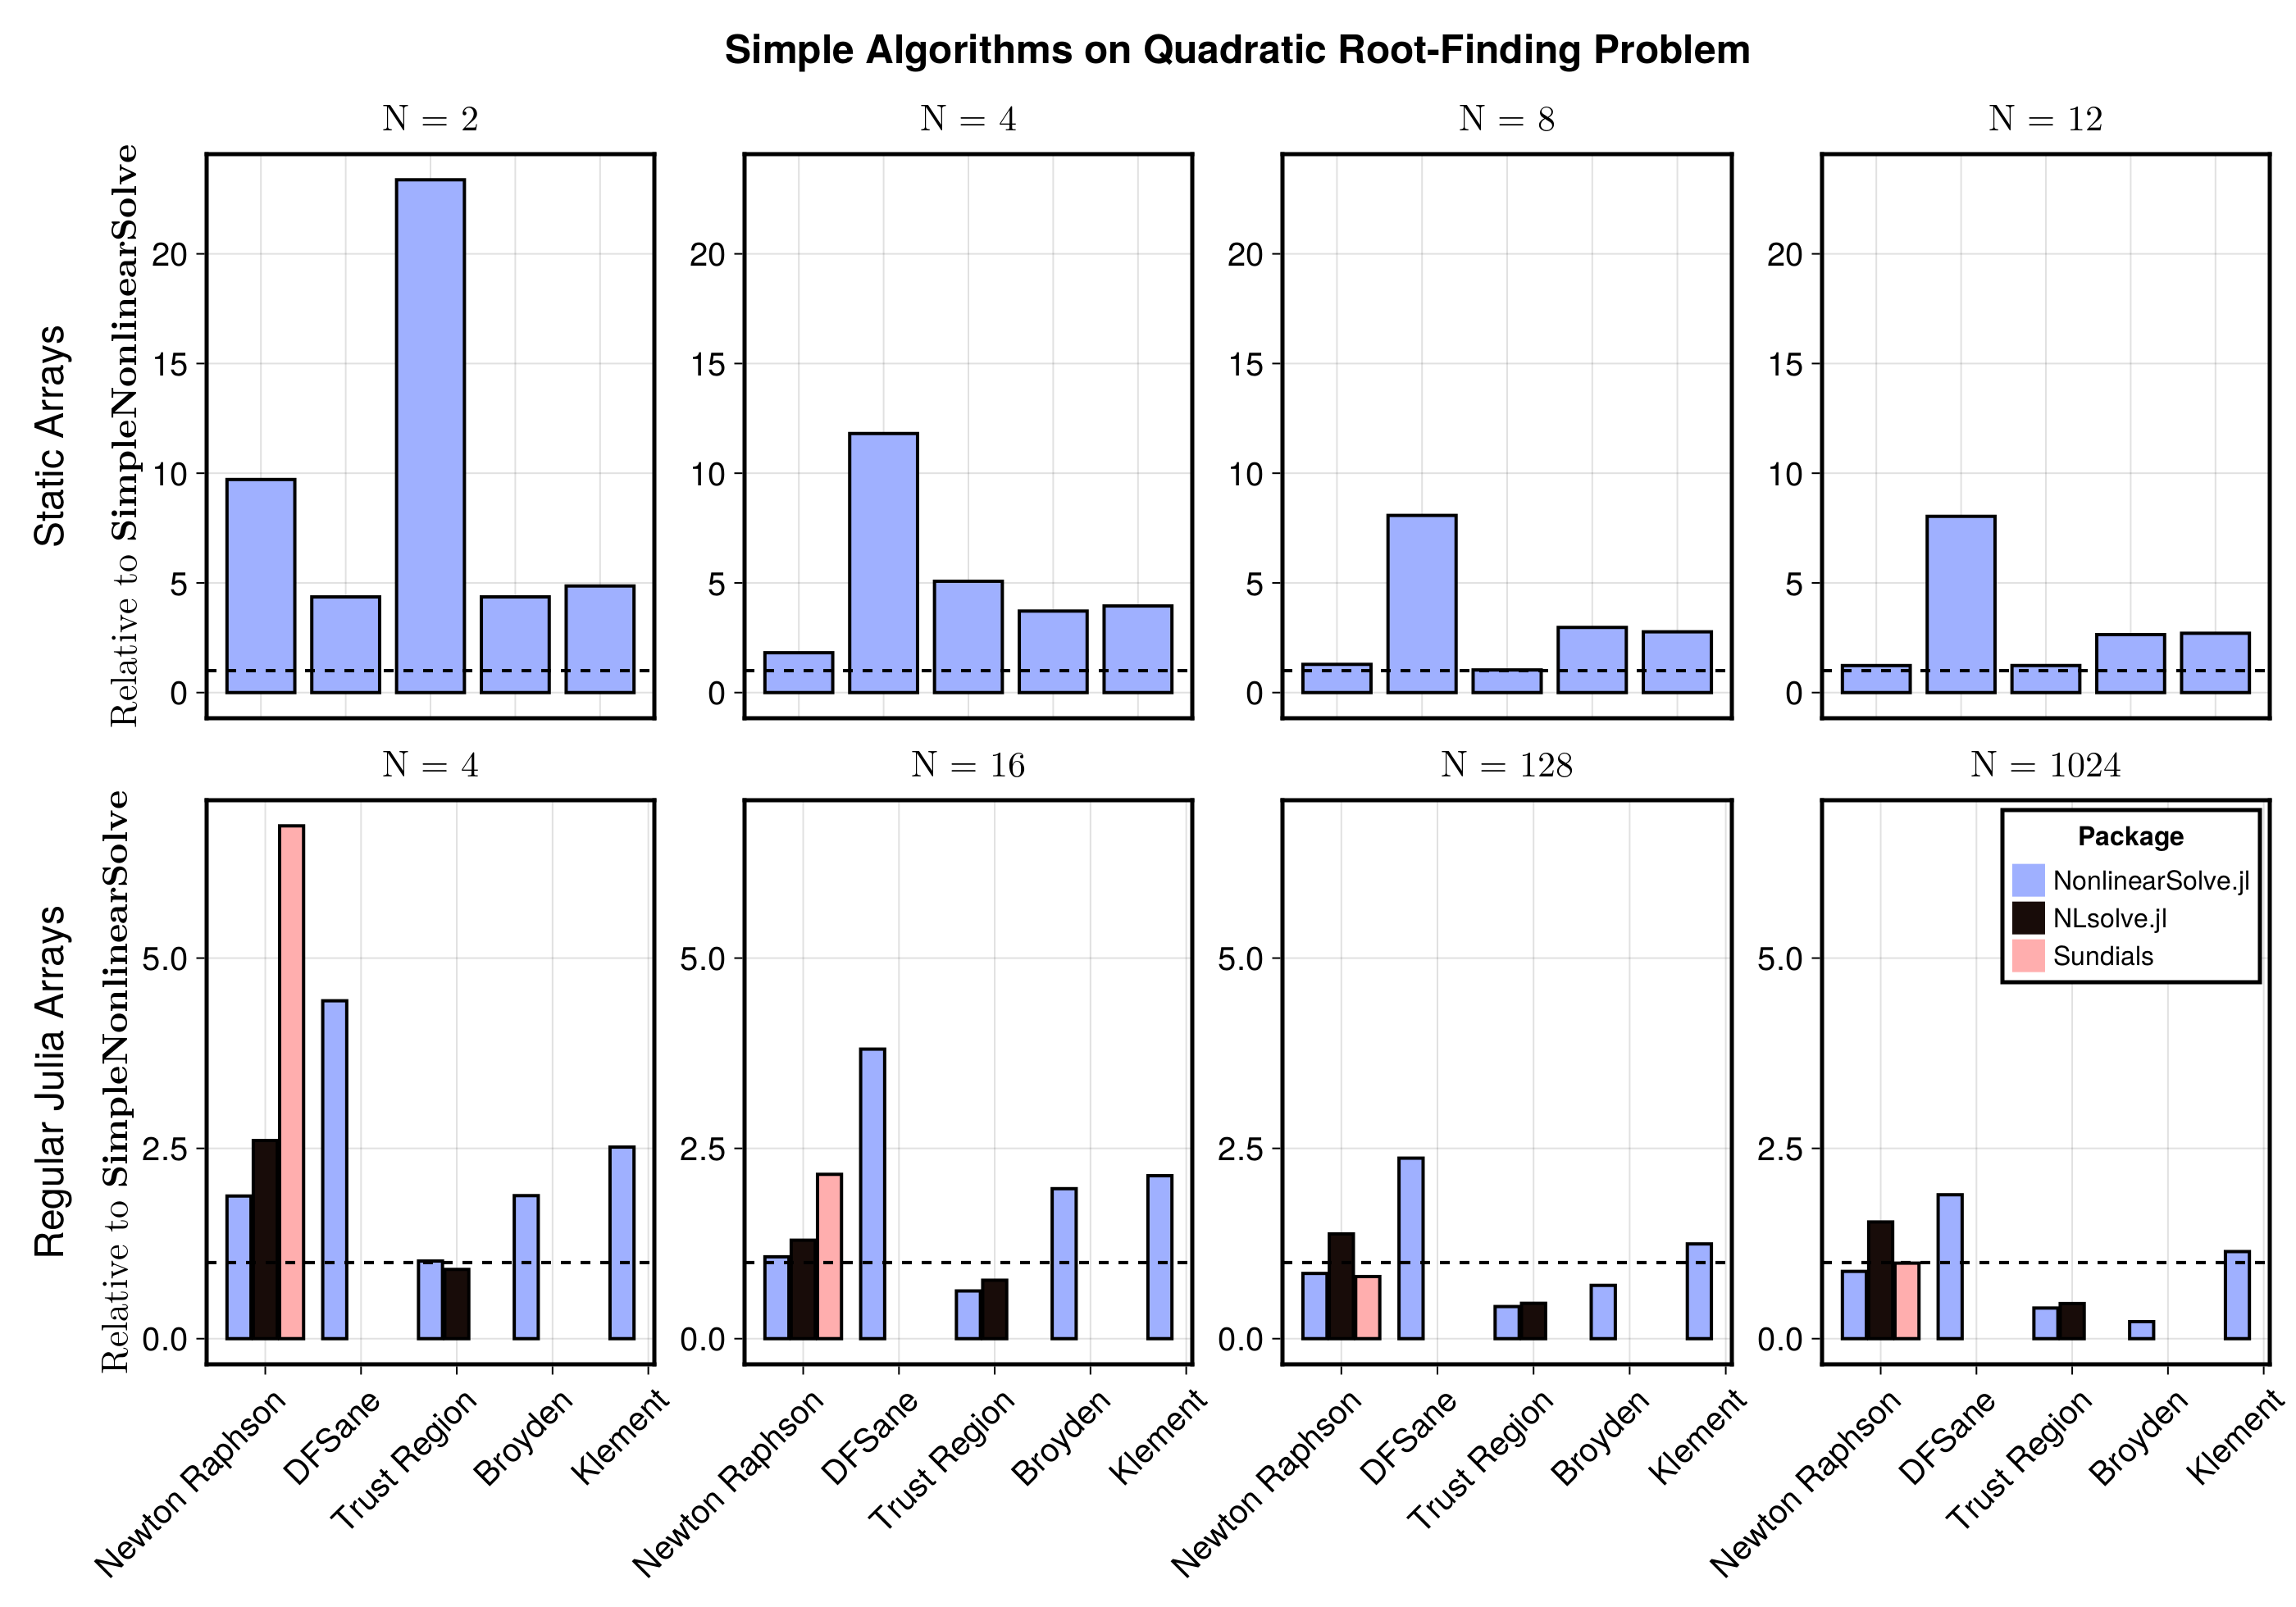 Simple Algorithms on Quadratic Root-Finding Problem
N = 2
N = 4
N = 8
N = 12
Static Arrays
Relative to SimpleNonlinearSolve
20
15
10
5
0
20
15
10
5
0
20
15
10
5
0
20
15
10
5
0
N = 4
N = 16
N = 128
N = 1024
Regular Julia Arrays
Relative to SimpleNonlinearSolve
5.0
2.5
0.0
5.0
2.5
0.0
5.0
2.5
0.0
5.0
2.5
0.0
Package
NonlinearSolve.jl
NLsolve.jl
Sundials
Newton Raphson
DFSane
Trust Region
Broyden
Klement
Newton Raphson
DFSane
Trust Region
Broyden
Klement
Newton Raphson
DFSane
Trust Region
Broyden
Klement
Newton Raphson
DFSane
Trust Region
Broyden
Klement